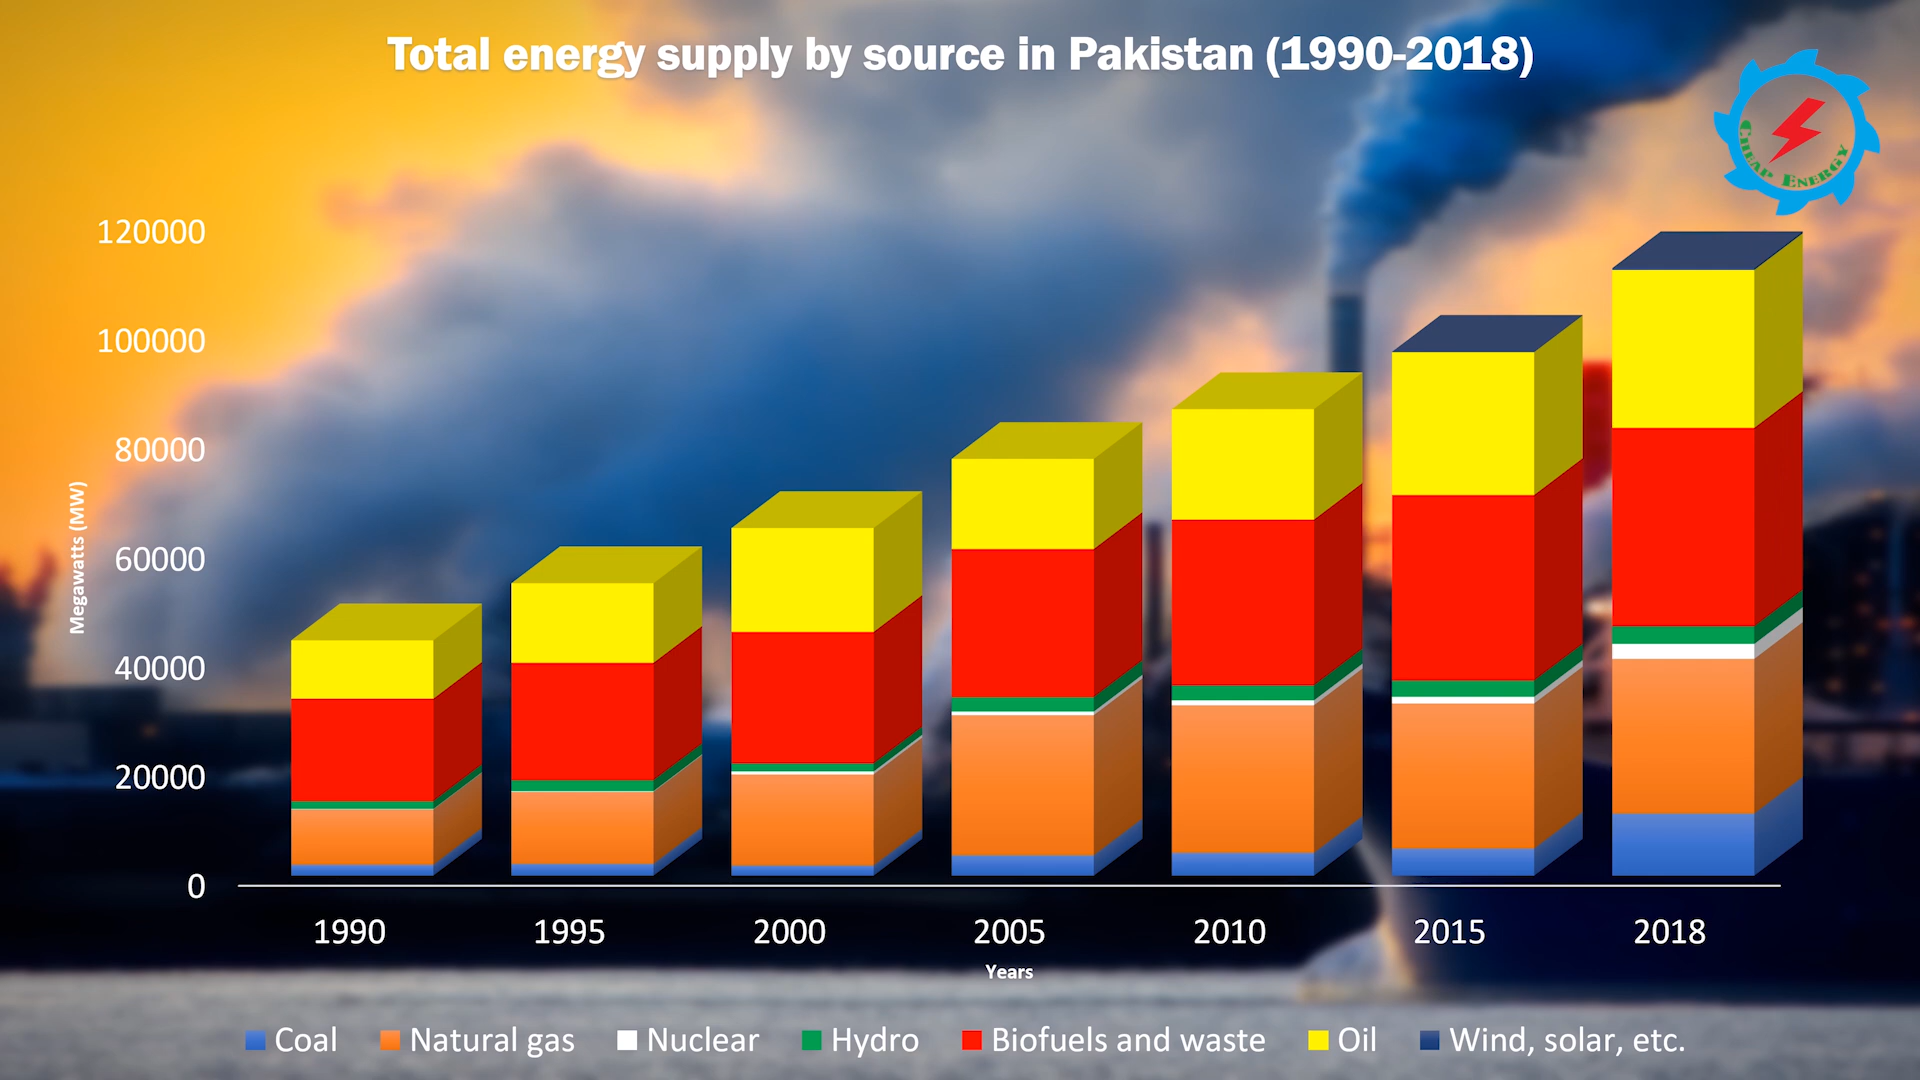 Total energy supply by source in Pakistan (1990-2018)
Cheap Energy
120000
100000
80000
60000
40000
20000
0
Megawatts (MW)
1990 1995 2000 2005 2010 2015 2018
Years
Coal Natural gas Nuclear Hydro Biofuels and waste Oil Wind, solar, etc.